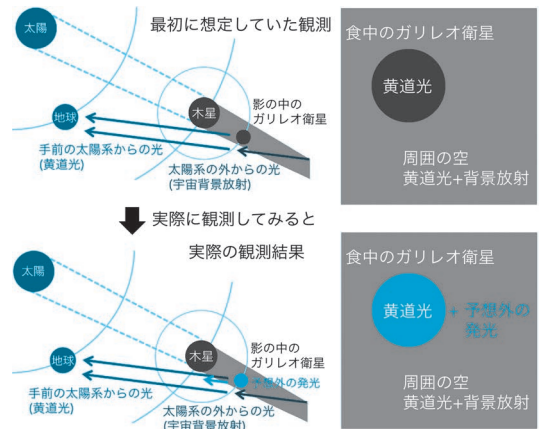 最初に想定していた観測
太陽
地球
木星
影の中の
ガリレオ衛星
手前の太陽系からの光
(黄道光)
太陽系の外からの光
(宇宙背景放射)
食中のガリレオ衛星
黄道光
周囲の空
黄道光+背景放射
実際に観測してみると
実際の観測結果
太陽
地球
木星
影の中の
ガリレオ衛星
予想外の発光
手前の太陽系からの光
(黄道光)
太陽系の外からの光
(宇宙背景放射)
食中のガリレオ衛星
黄道光
+ 予想外の
発光
周囲の空
黄道光+背景放射